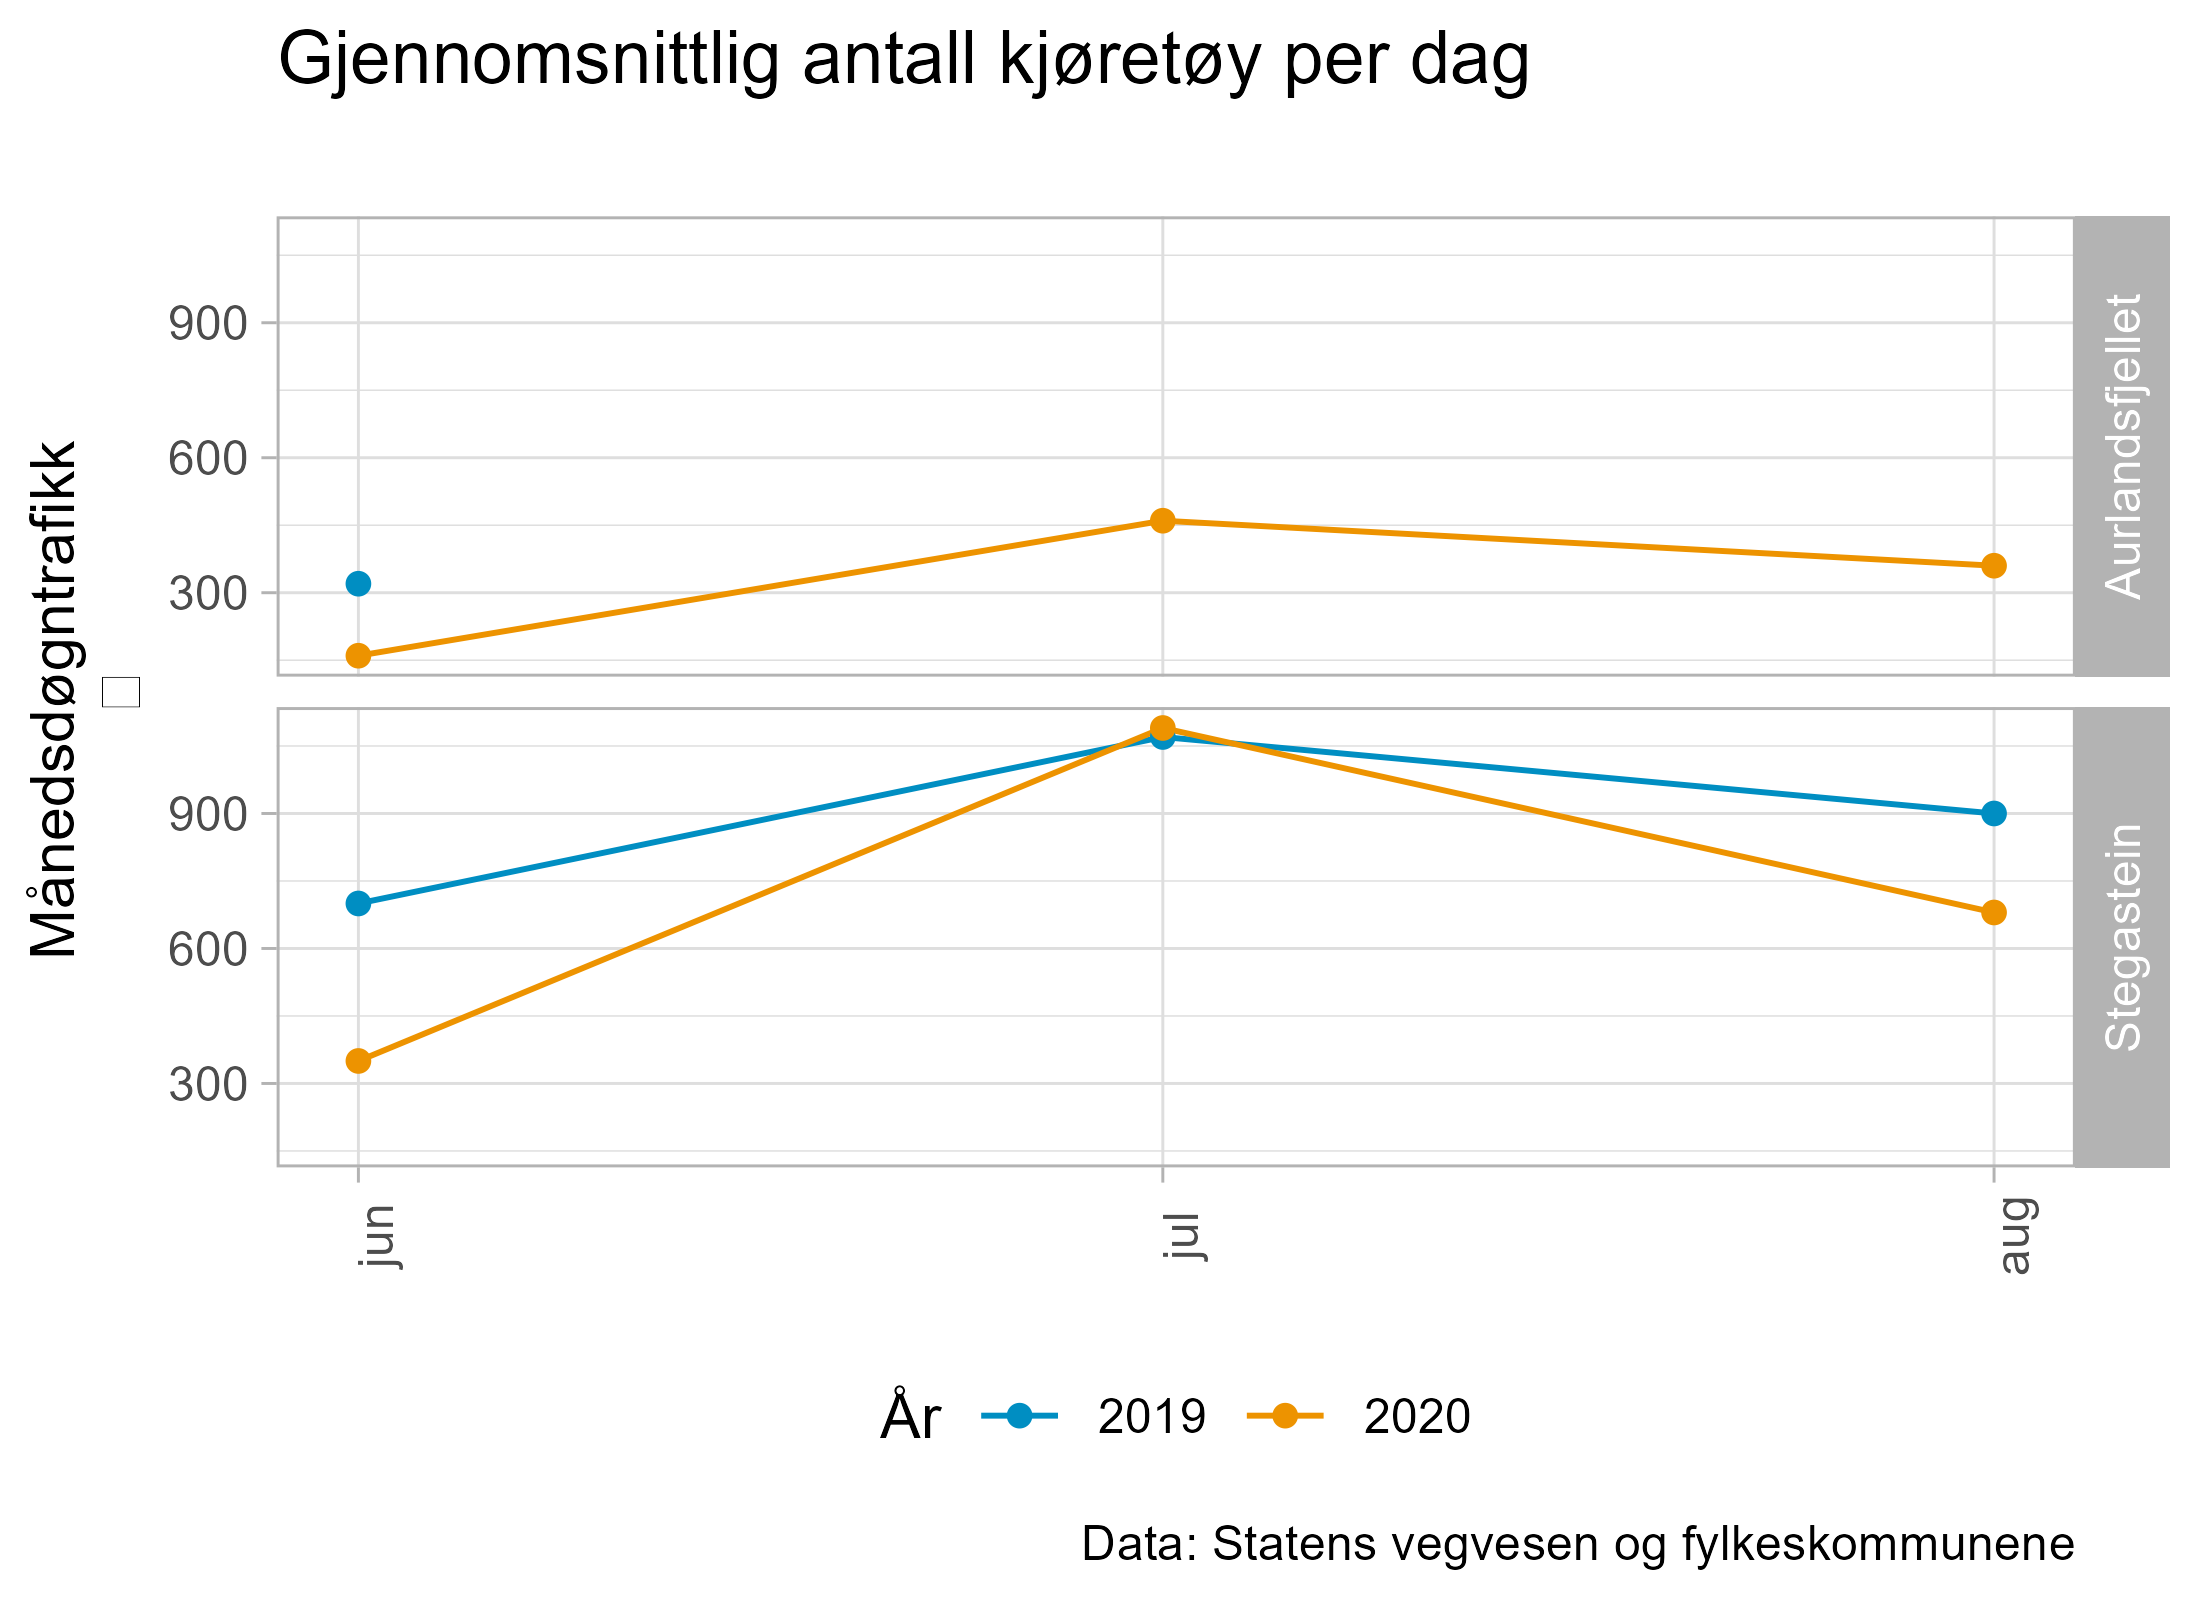 Gjennomsnittlig antall kjøretøy per dag
Månedsdøgntrafikk
900
600
300
Aurlandsfjellet
900
600
300
Stegastein
jun
jul
aug
År 2019 2020
Data: Statens vegvesen og fylkeskommunene